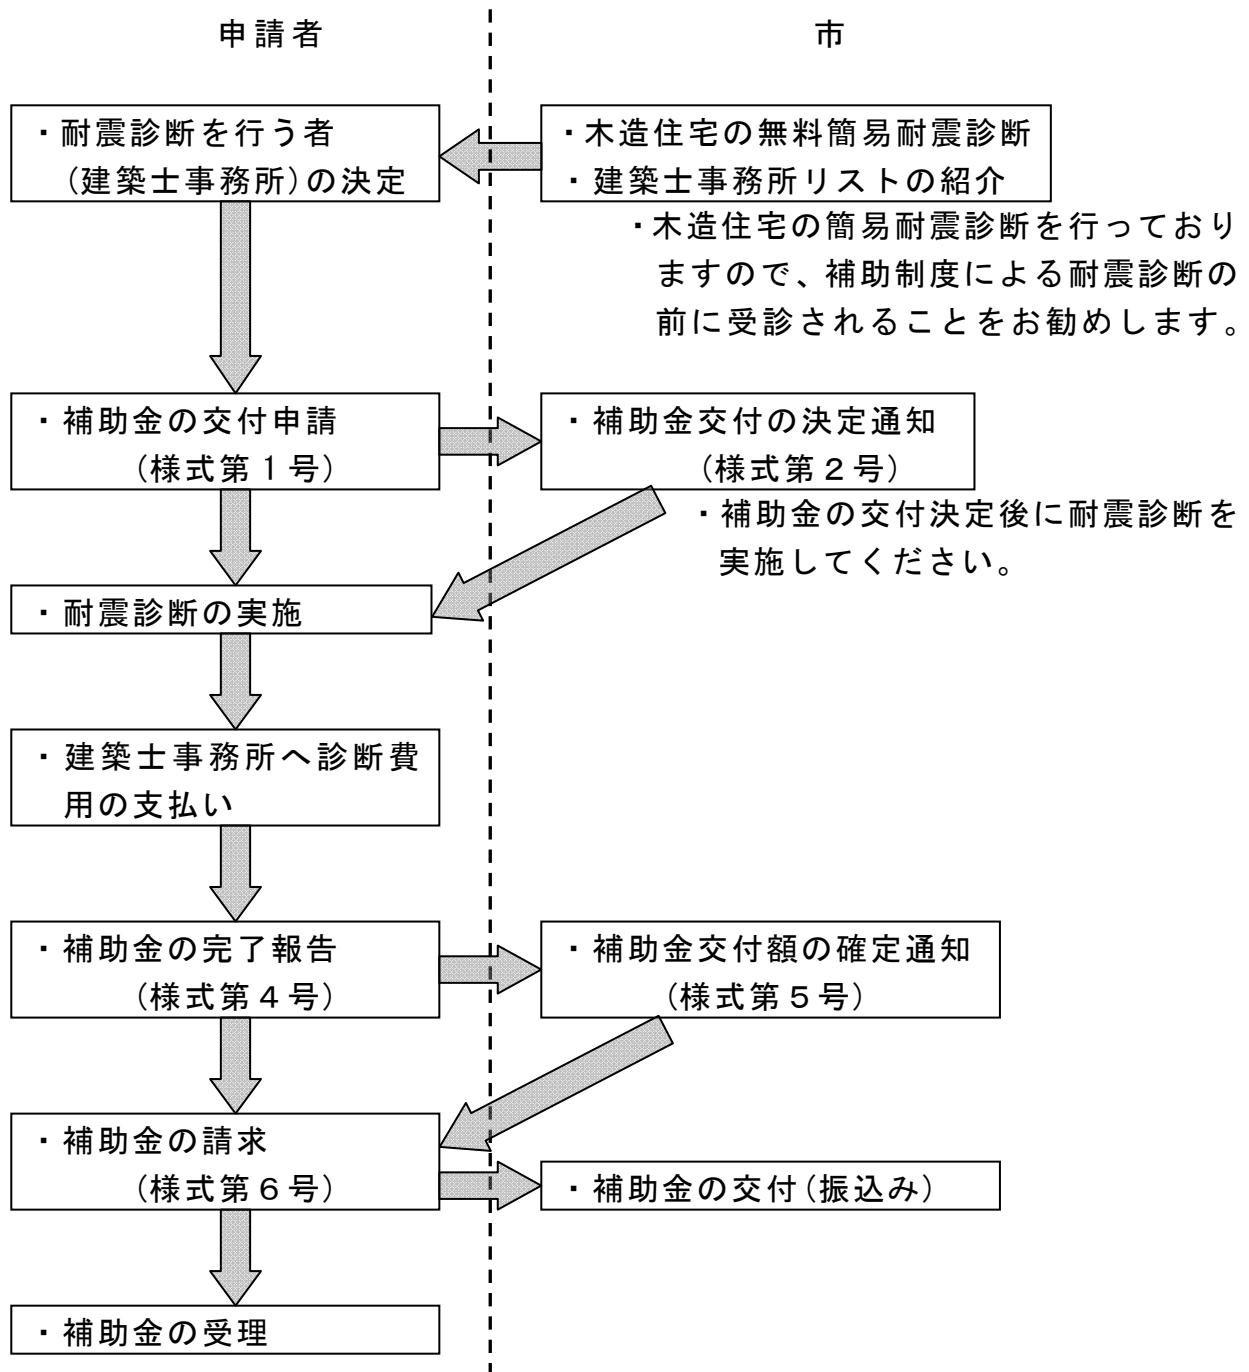 申請者
市
・耐震診断を行う者
(建築士事務所)の決定
・木造住宅の無料簡易耐震診断
・建築士事務所リストの紹介
・木造住宅の簡易耐震診断を行っており
ますので、補助制度による耐震診断の
前に受診されることをお勧めします。
・補助金の交付申請
(様式第１号)
・補助金交付の決定通知
(様式第２号)
・補助金の交付決定後に耐震診断を
実施してください。
・耐震診断の実施
・建築士事務所へ診断費
用の支払い
・補助金の完了報告
(様式第４号)
・補助金交付額の確定通知
(様式第５号)
・補助金の請求
(様式第６号)
・補助金の交付(振込み)
・補助金の受理